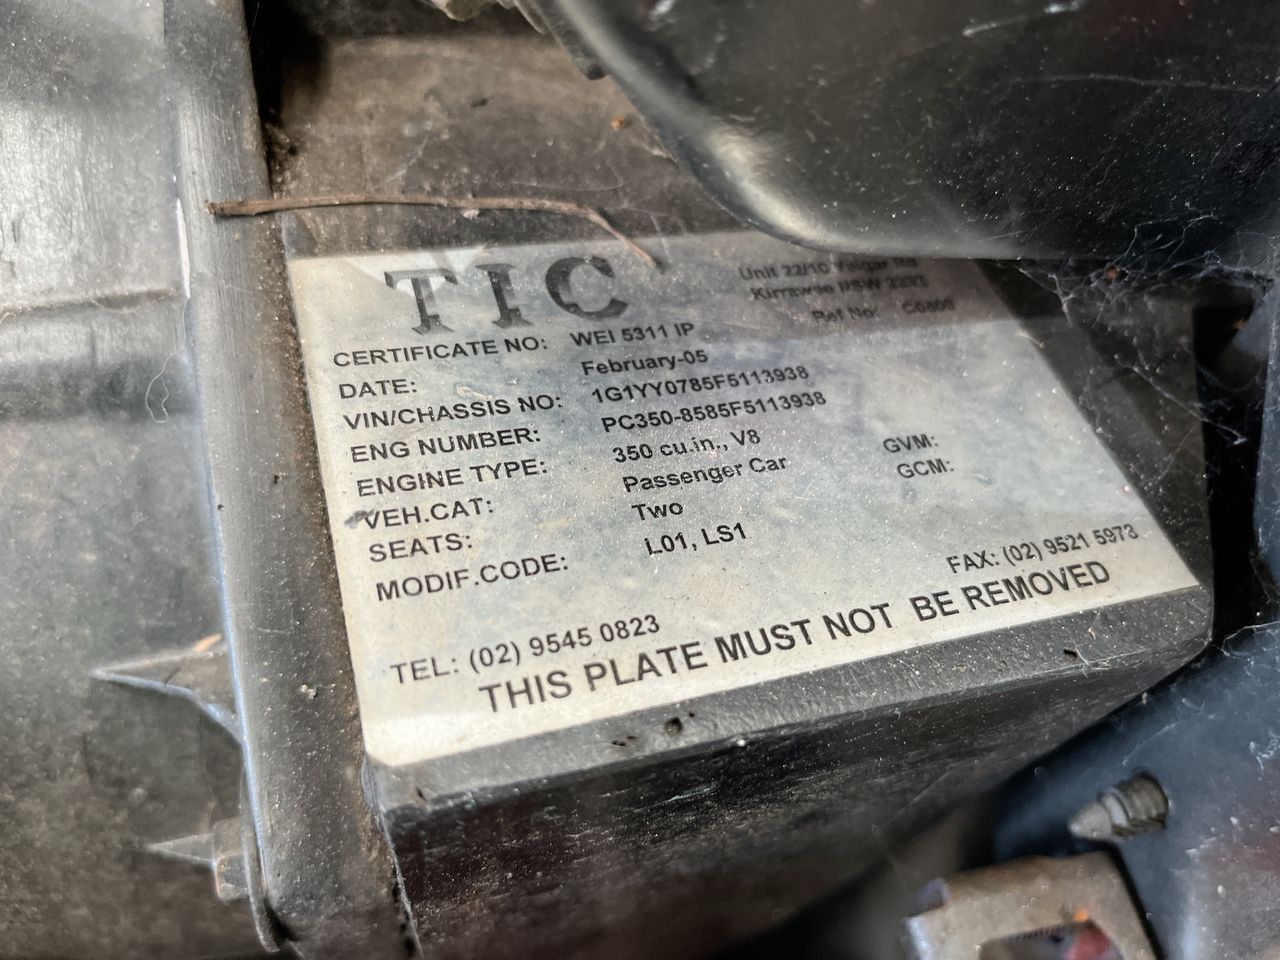 TIC
Unit 22/10 Yalgar Rd
Kirrawee NSW 2232
Ref No: C0800
CERTIFICATE NO: WEI 5311 IP
DATE: February-05
VIN/CHASSIS NO: 1G1YY0785F5113938
ENG NUMBER: PC350-8585F5113938
ENGINE TYPE: 350 cu.in., V8
VEH.CAT: Passenger Car GVM:
SEATS: Two GCM:
MODIF.CODE: L01, LS1
TEL: (02) 9545 0823 FAX: (02) 9521 5973
THIS PLATE MUST NOT BE REMOVED